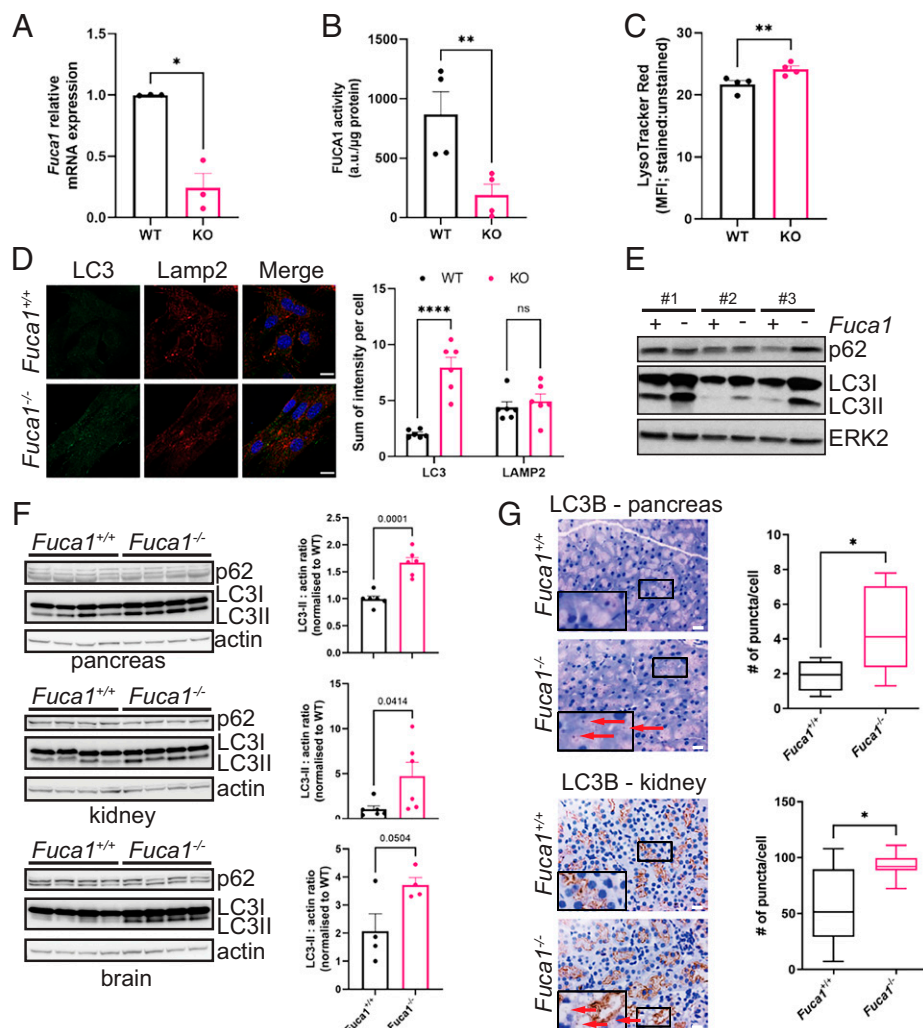 A
Fuca1 relative
mRNA expression
1.5
1.0
0.5
0.0
*
WT
KO
B
FUCA1 activity
(a.u./µg protein)
1500
1000
500
0
**
WT
KO
C
LysoTracker Red
(MFI; stained:unstained)
30
20
10
0
**
WT
KO
D
LC3
Lamp2
Merge
Fuca1+/+
Fuca1-/-
WT
KO
Sum of intensity per cell
15
10
5
0
****
ns
LC3
LAMP2
E
#1
#2
#3
+ - + - + -
Fuca1
p62
LC3I
LC3II
ERK2
F
Fuca1+/+ Fuca1-/-
p62
LC3I
LC3II
actin
pancreas
LC3-II : actin ratio
(normalised to WT)
2.5
2.0
1.5
1.0
0.5
0.0
0.0001
Fuca1+/+ Fuca1-/-
p62
LC3I
LC3II
actin
kidney
LC3-II : actin ratio
(normalised to WT)
15
10
5
0
0.0414
Fuca1+/+ Fuca1-/-
p62
LC3I
LC3II
actin
brain
LC3-II : actin ratio
(normalised to WT)
6
5
4
3
2
1
0
0.0504
Fuca1+/+
Fuca1-/-
G
LC3B - pancreas
Fuca1+/+
Fuca1-/-
# of puncta/cell
10
8
6
4
2
0
*
Fuca1+/+
Fuca1-/-
LC3B - kidney
Fuca1+/+
Fuca1-/-
# of puncta/cell
150
100
50
0
*
Fuca1+/+
Fuca1-/-